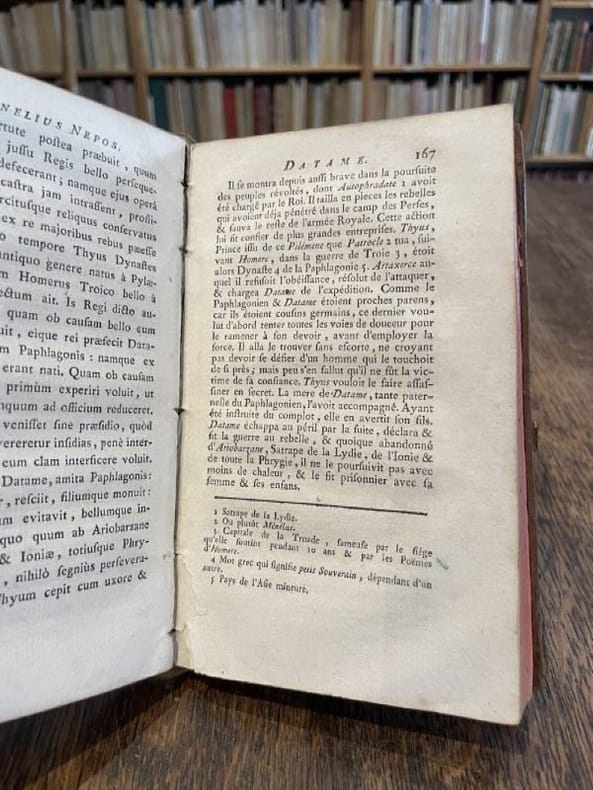 NELIUS NEPOS.
tute postea præbuit, quum
jussu Regis bello perseque-
defecerant; namque ejus operâ
castra jam intrassent, profli-
rcitusque reliquus conservatus
ex re majoribus rebus præesse
o tempore Thyus Dynastes
antiquo genere natus à Pylæ-
m Homerus Troico bello à
ectum ait. Is Regi dicto au-
quam ob causam bello eum
uit, eique rei præfecit Data-
m Paphlagonis : namque ex
erant nati. Quam ob causam
primùm experiri voluit, ut
nquum ad officium reduceret.
venisset sine præsidio, quòd
vereretur insidias, penè inter-
eum clam interficere voluit.
Datame, amita Paphlagonis :
, resciit, filiumque monuit :
um evitavit, bellumque in-
quo quum ab Ariobarzane
& Ioniæ, totiusque Phry-
, nihilò segniùs persevera-
hyum cepit cum uxore &
DATAME. 167
Il se montra depuis aussi brave dans la poursuite
des peuples révoltés, dont Autophradate 1 avoit
été chargé par le Roi. Il tailla en pieces les rebelles
qui avoient déja pénétré dans le camp des Perses,
& sauva le reste de l'armée Royale. Cette action
lui fit confier de plus grandes entreprises. Thyus,
Prince issu de ce Pilémene que Patrocle 2 tua, sui-
vant Homere, dans la guerre de Troie 3, étoit
alors Dynaste 4 de la Paphlagonie 5. Artaxerce au-
quel il refusoit l'obéissance, résolut de l'attaquer,
& chargea Datame de l'expédition. Comme le
Paphlagonien & Datame étoient proches parens,
car ils étoient cousins germains, ce dernier vou-
lut d'abord tenter toutes les voies de douceur pour
le ramener à son devoir, avant d'employer la
force. Il alla le trouver sans escorte, ne croyant
pas devoir se défier d'un homme qui le touchoit
de si près ; mais peu s'en fallut qu'il ne fût la vic-
time de sa confiance. Thyus vouloit le faire assas-
siner en secret. La mere de Datame, tante pater-
nelle du Paphlagonien, l'avoit accompagné. Ayant
été instruite du complot, elle en avertit son fils.
Datame échappa au péril par la fuite, déclara &
fit la guerre au rebelle, & quoique abandonné
d'Ariobarzane, Satrape de la Lydie, de l'Ionie &
de toute la Phrygie, il ne le poursuivit pas avec
moins de chaleur, & le fit prisonnier avec sa
femme & ses enfans.
1 Satrape de la Lydie.
2 Ou plutôt Ménélas.
3 Capitale de la Troade, fameuse par le siége
qu'elle soutint pendant 10 ans & par les Poëmes
d'Homere.
4 Mot grec qui signifie petit Souverain, dépendant d'un
autre.
5 Pays de l'Asie mineure.